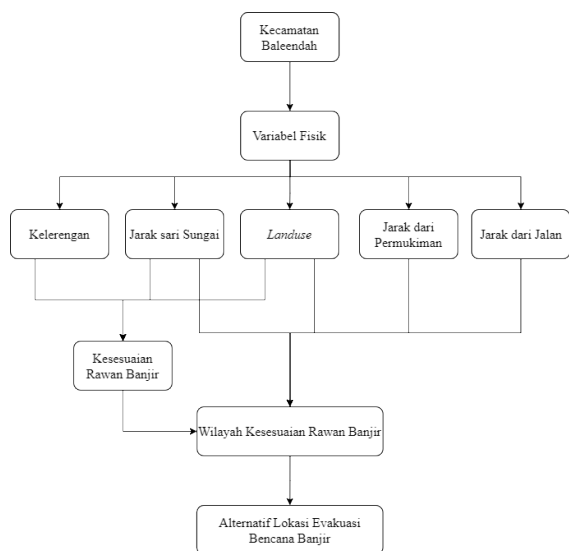 Kecamatan
Baleendah
Variabel Fisik
Kelerengan
Jarak sari Sungai
Landuse
Jarak dari
Permukiman
Jarak dari Jalan
Kesesuaian
Rawan Banjir
Wilayah Kesesuaian Rawan Banjir
Alternatif Lokasi Evakuasi
Bencana Banjir